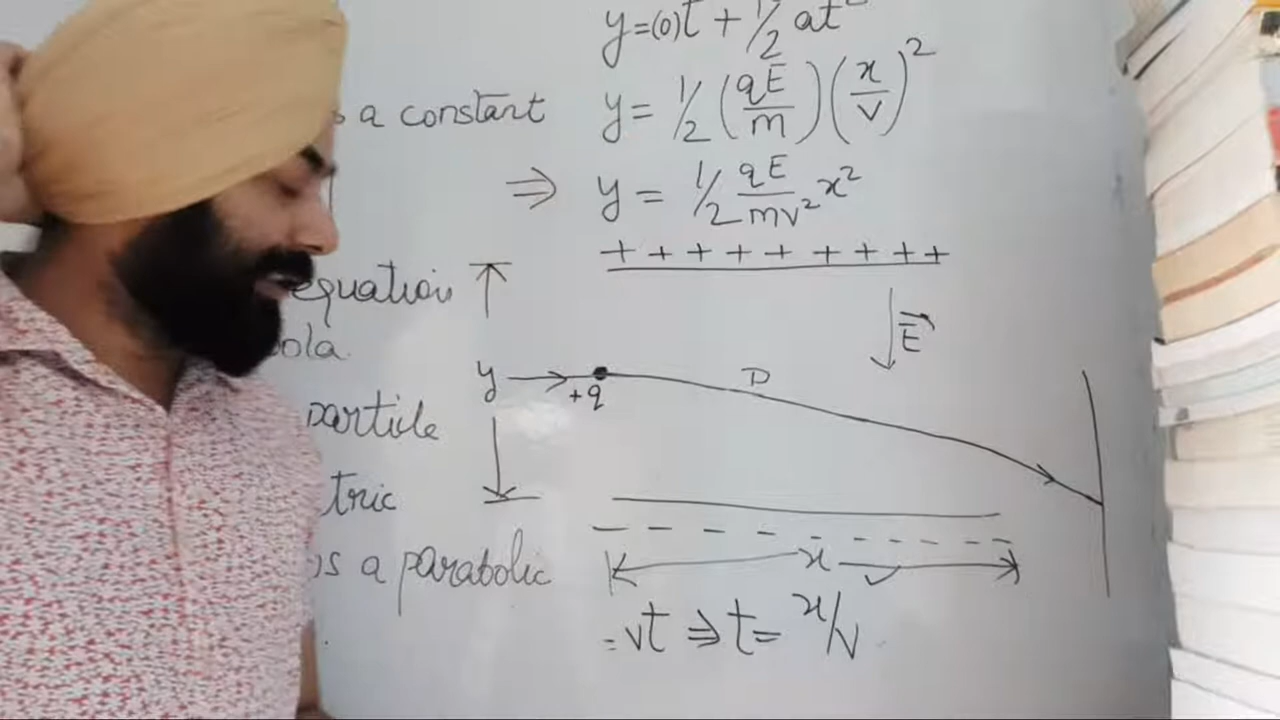 y=(0)t + 1/2 at²
a constant
y = 1/2 (qE/m)(x/v)²
⇒ y = 1/2 qE/mv² x²
+ + + + + + + + +
equation
E⃗
y
+q
particle
tric
- - - - - - - - -
x
is a parabolic
= vt ⇒ t = x/v